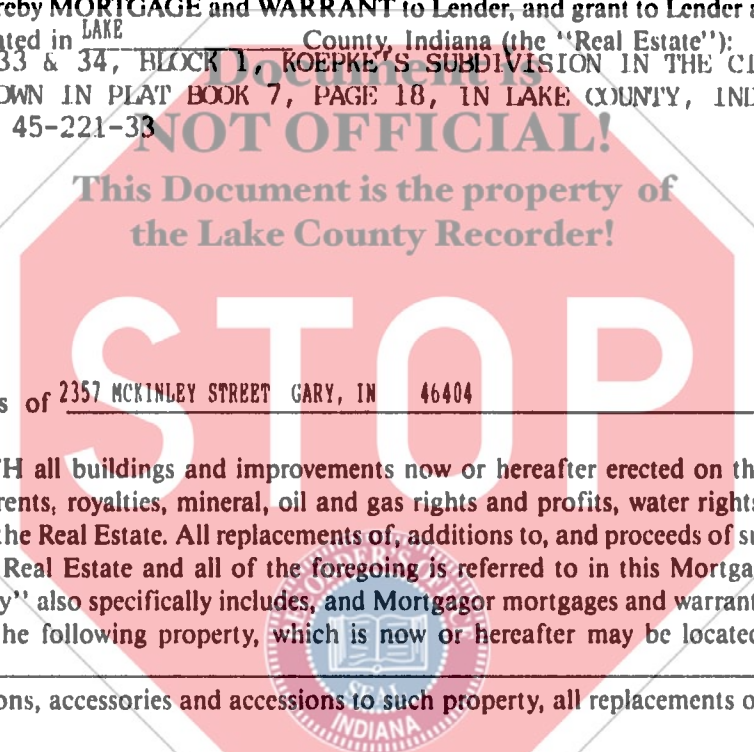 reby MORTGAGE and WARRANT to Lender, and grant to Lender
ated in LAKE County, Indiana (the "Real Estate"):
33 & 34, BLOCK 1, KOEPKE'S SUBDIVISION IN THE CI
Document is
OWN IN PLAT BOOK 7, PAGE 18, IN LAKE COUNTY, IND
45-221-33
NOT OFFICIAL!
This Document is the property of
the Lake County Recorder!
STOP
s of 2357 MCKINLEY STREET GARY, IN 46404
TH all buildings and improvements now or hereafter erected on th
rents, royalties, mineral, oil and gas rights and profits, water rights
the Real Estate. All replacements of, additions to, and proceeds of su
Real Estate and all of the foregoing is referred to in this Mortga
y" also specifically includes, and Mortgagor mortgages and warrant
he following property, which is now or hereafter may be located
ons, accessories and accessions to such property, all replacements o
RECORDER'S OFFICE
SEAL
INDIANA